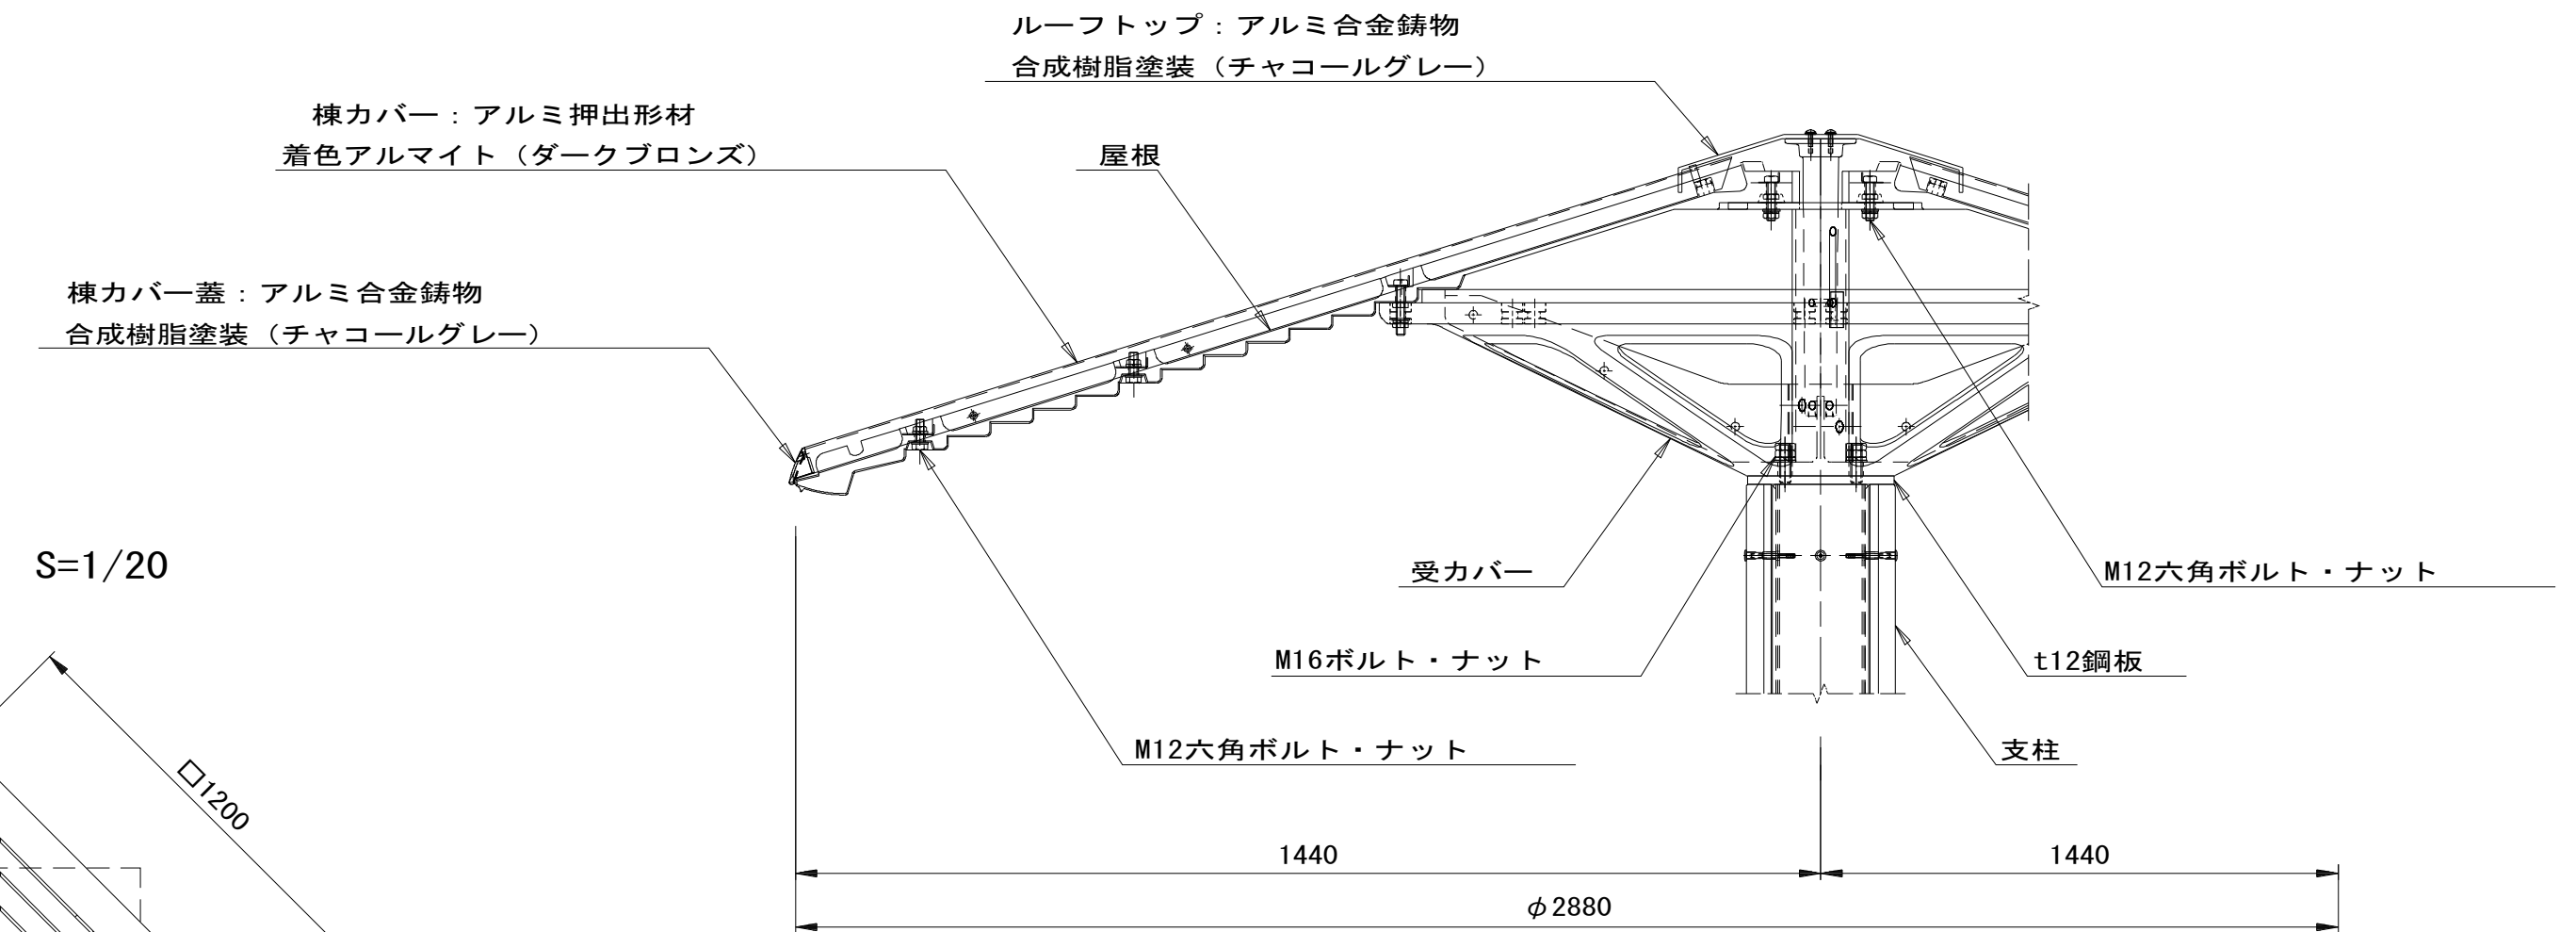 ルーフトップ：アルミ合金鋳物
合成樹脂塗装（チャコールグレー）
棟カバー：アルミ押出形材
着色アルマイト（ダークブロンズ）
屋根
棟カバー蓋：アルミ合金鋳物
合成樹脂塗装（チャコールグレー）
S=1/20
受カバー
M12六角ボルト・ナット
M16ボルト・ナット
t12鋼板
M12六角ボルト・ナット
支柱
□1200
1440
1440
φ2880